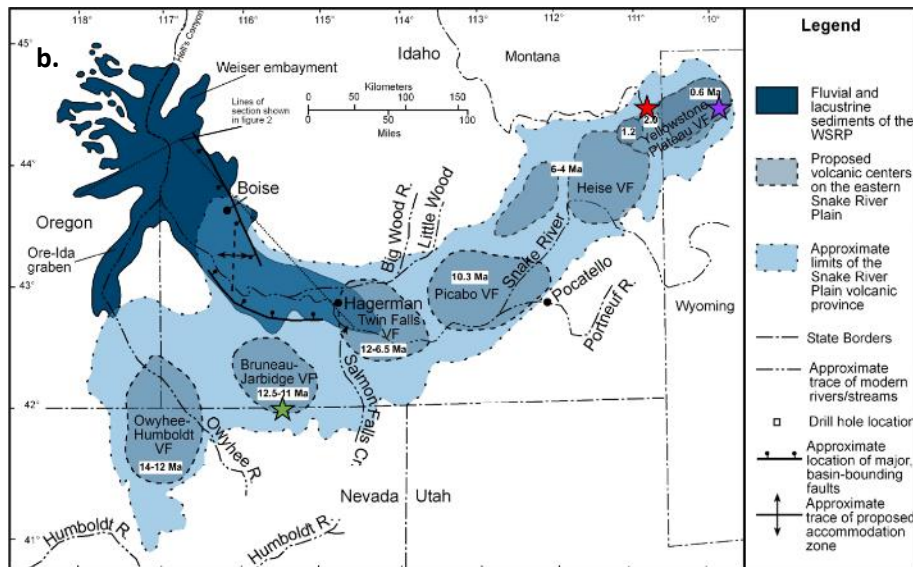 118°
117°
116°
115°
114°
113°
112°
111°
110°
45°
44°
43°
42°
41°
b.
Hell's Canyon
Weiser embayment
Lines of
section shown
in figure 2
Kilometers
0
50
100
150
0
50
100
Miles
Idaho
Montana
0.6 Ma
2.0
1.2
Yellowstone
Plateau VF
6-4 Ma
Heise VF
Boise
Oregon
Ore-Ida
graben
Big Wood R.
Little Wood
Snake River
10.3 Ma
Picabo VF
Pocatello
Portneuf R.
Wyoming
Hagerman
Twin Falls
VF
12-6.5 Ma
Bruneau-
Jarbidge VF
12.5-11 Ma
Salmon
Falls Cr.
Owyhee-
Humboldt
VF
14-12 Ma
Owyhee R.
Nevada
Utah
Humboldt R.
Humboldt R.
Legend
Fluvial and
lacustrine
sediments of the
WSRP
Proposed
volcanic centers
on the eastern
Snake River
Plain
Approximate
limits of the
Snake River
Plain volcanic
province
State Borders
Approximate
trace of modern
rivers/streams
Drill hole location
Approximate
location of major,
basin-bounding
faults
Approximate
trace of proposed
accommodation
zone